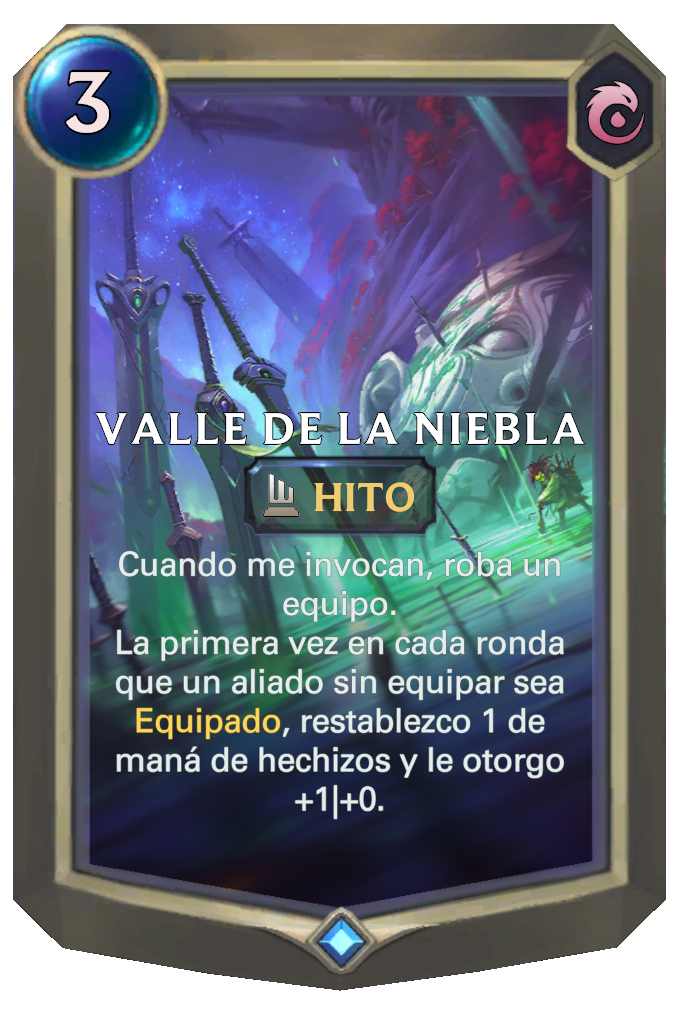 3
VALLE DE LA NIEBLA
HITO
Cuando me invocan, roba un
equipo.
La primera vez en cada ronda
que un aliado sin equipar sea
Equipado, restablezco 1 de
maná de hechizos y le otorgo
+1|+0.